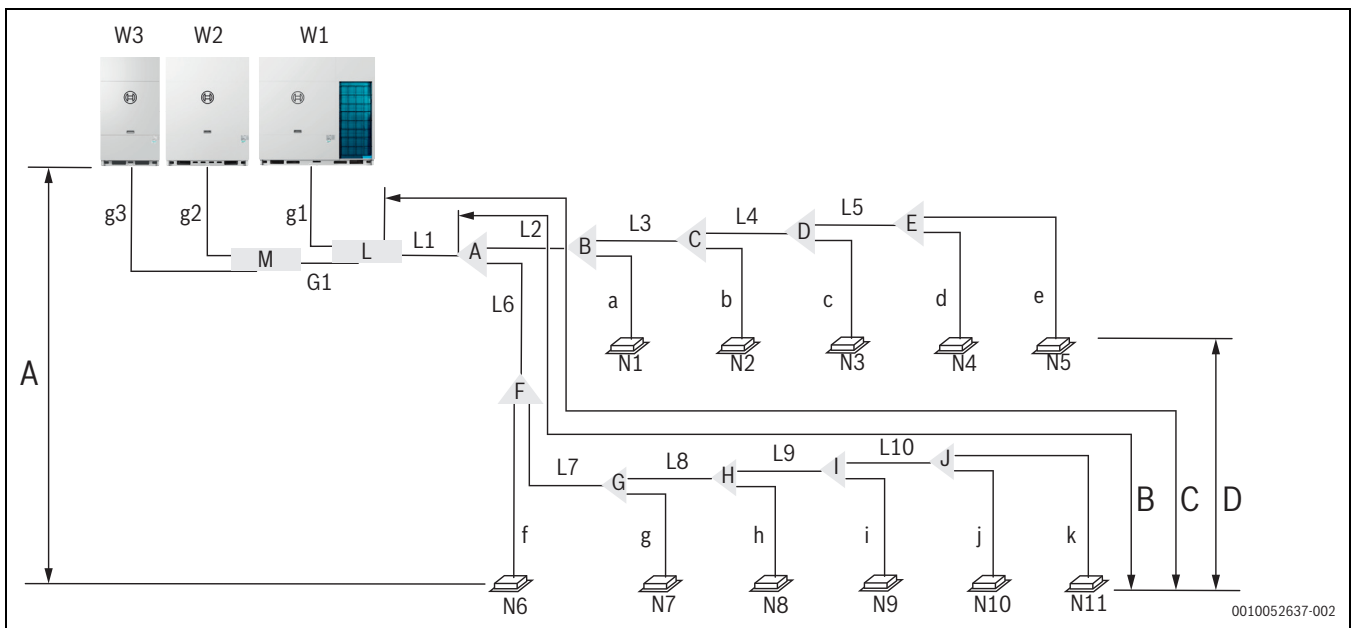 W3 W2 W1
g3 g2 g1
L1 L2 L3 L4 L5
M L A B C D E
G1
L6
a b c d e
N1 N2 N3 N4 N5
A
F
L7 L8 L9 L10
G H I J
B C D
f g h i j k
N6 N7 N8 N9 N10 N11
0010052637-002